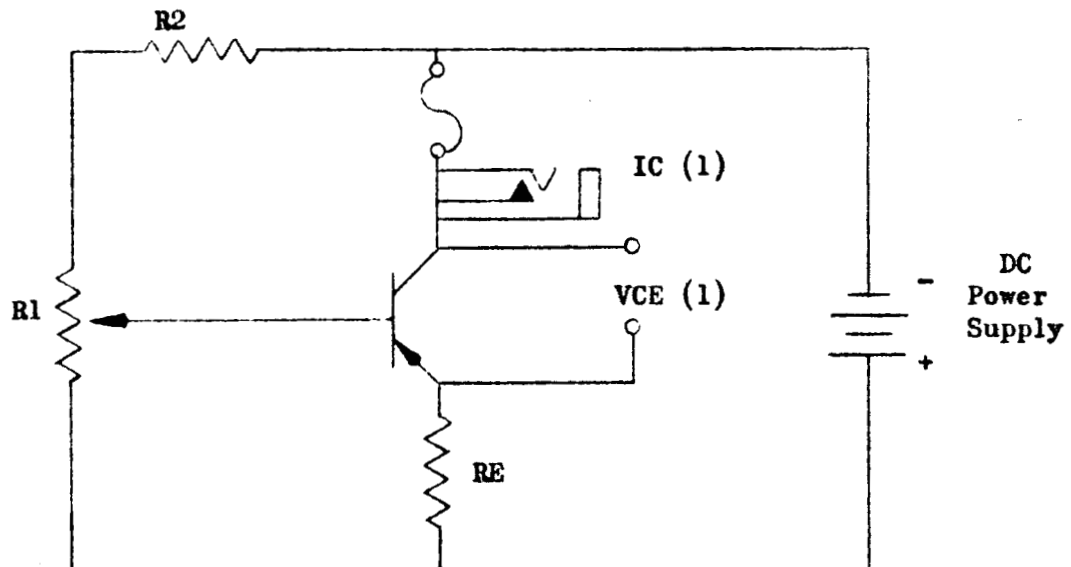 R2
IC (1)
R1
VCE (1)
-
DC
Power
Supply
+
RE